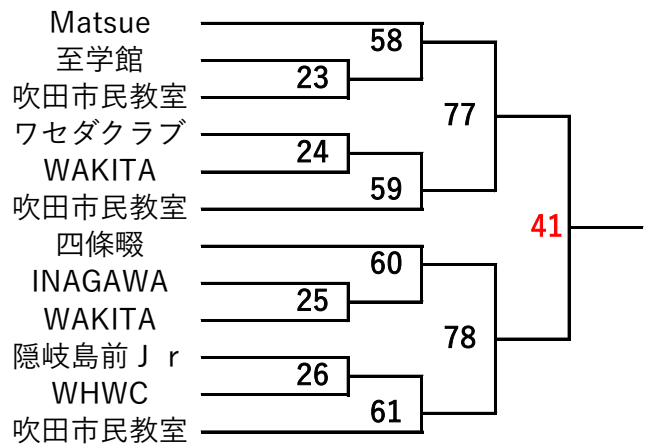 Matsue
58
至学館
23
吹田市民教室
77
ワセダクラブ
24
WAKITA
59
吹田市民教室
41
四條畷
60
INAGAWA
25
WAKITA
78
隠岐島前Ｊｒ
26
WHWC
61
吹田市民教室